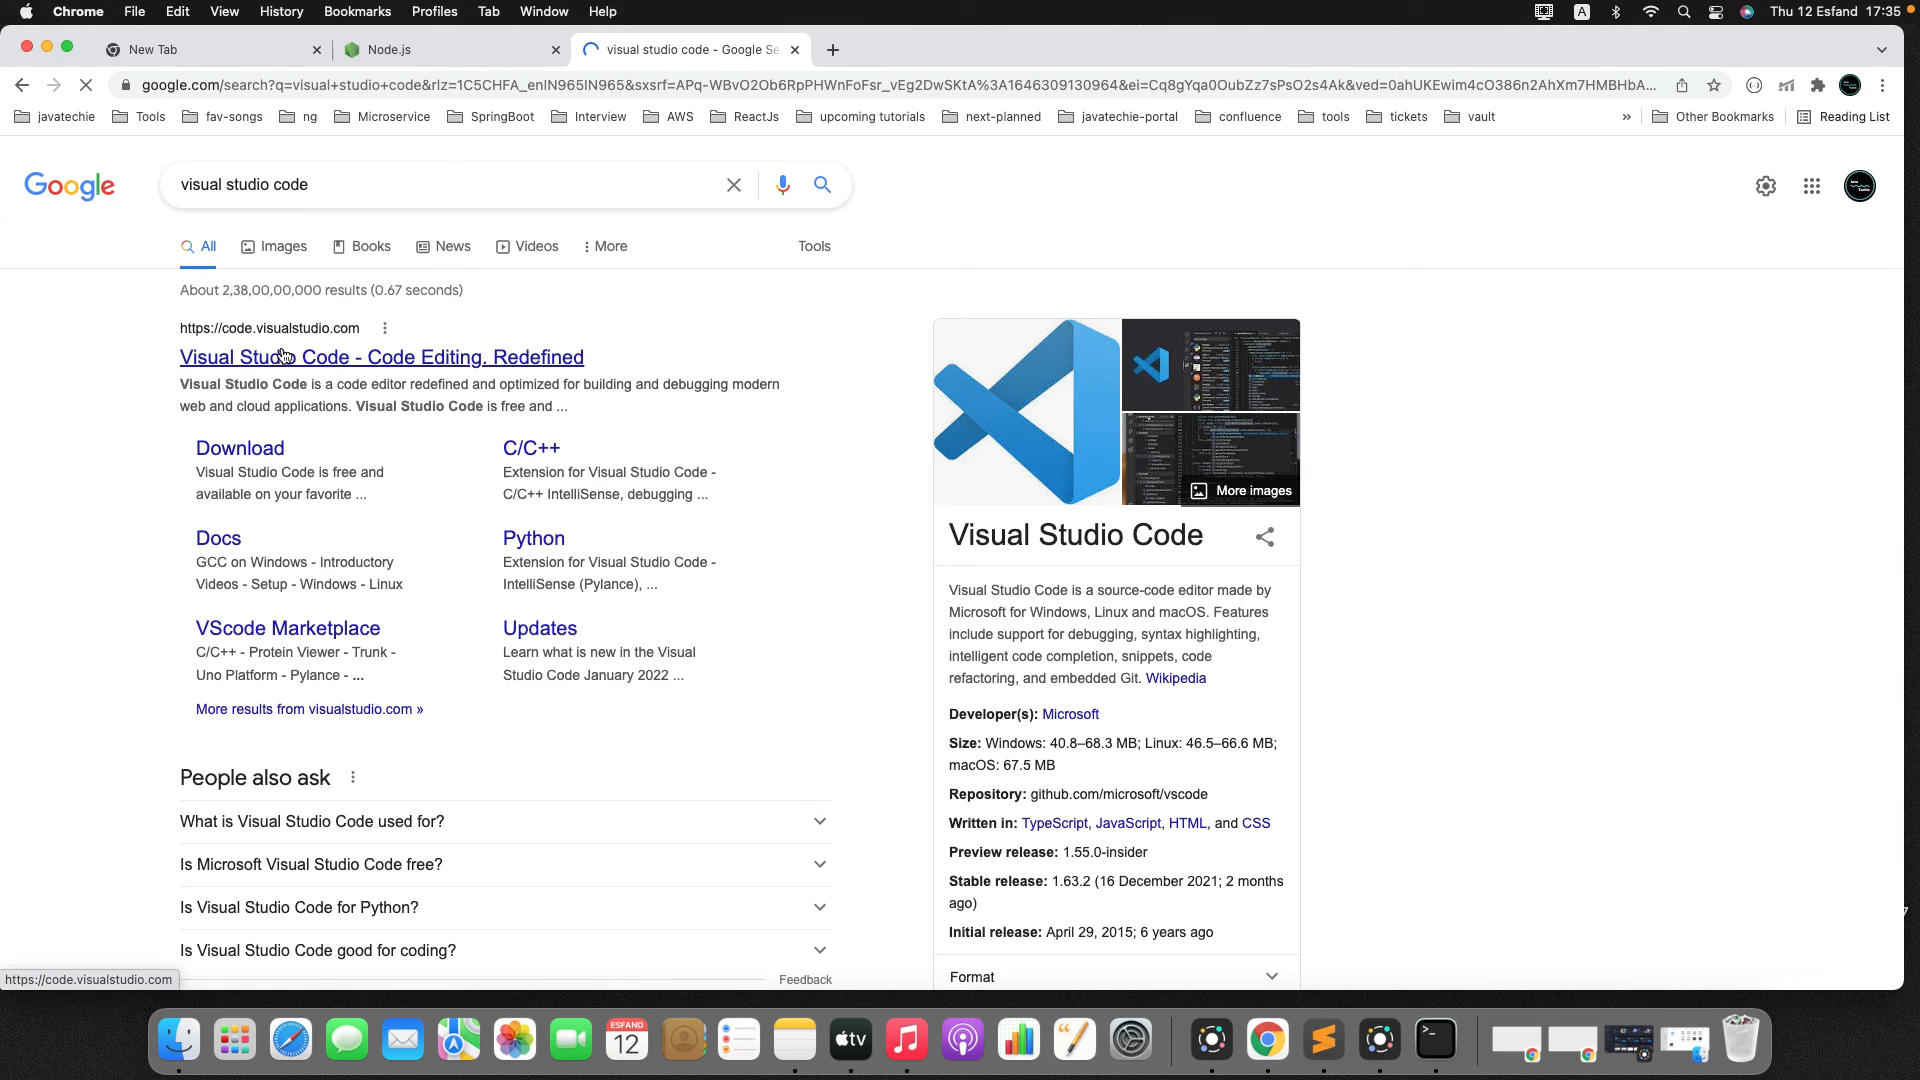 Chrome File Edit View History Bookmarks Profiles Tab Window Help A Thu 12 Esfand 17:35
New Tab Node.js visual studio code - Google Se
google.com/search?q=visual+studio+code&rlz=1C5CHFA_enIN965IN965&sxsrf=APq-WBvO2Ob6RpPHWnFoFsr_vEg2DwSKtA%3A1646309130964&ei=Cq8gYqa0OubZz7sPsO2s4Ak&ved=0ahUKEwim4cO386n2AhXm7HMBHbA...
javatechie Tools fav-songs ng Microservice SpringBoot Interview AWS ReactJs upcoming tutorials next-planned javatechie-portal confluence tools tickets vault » Other Bookmarks Reading List
Google visual studio code
All Images Books News Videos More Tools
About 2,38,00,00,000 results (0.67 seconds)
https://code.visualstudio.com
Visual Studio Code - Code Editing. Redefined
Visual Studio Code is a code editor redefined and optimized for building and debugging modern
web and cloud applications. Visual Studio Code is free and ...
Download
Visual Studio Code is free and
available on your favorite ...
C/C++
Extension for Visual Studio Code -
C/C++ IntelliSense, debugging ...
Docs
GCC on Windows - Introductory
Videos - Setup - Windows - Linux
Python
Extension for Visual Studio Code -
IntelliSense (Pylance), ...
VScode Marketplace
C/C++ - Protein Viewer - Trunk -
Uno Platform - Pylance - ...
Updates
Learn what is new in the Visual
Studio Code January 2022 ...
More results from visualstudio.com »
People also ask
What is Visual Studio Code used for?
Is Microsoft Visual Studio Code free?
Is Visual Studio Code for Python?
Is Visual Studio Code good for coding?
Feedback
https://code.visualstudio.com
More images
Visual Studio Code
Visual Studio Code is a source-code editor made by
Microsoft for Windows, Linux and macOS. Features
include support for debugging, syntax highlighting,
intelligent code completion, snippets, code
refactoring, and embedded Git. Wikipedia
Developer(s): Microsoft
Size: Windows: 40.8–68.3 MB; Linux: 46.5–66.6 MB;
macOS: 67.5 MB
Repository: github.com/microsoft/vscode
Written in: TypeScript, JavaScript, HTML, and CSS
Preview release: 1.55.0-insider
Stable release: 1.63.2 (16 December 2021; 2 months
ago)
Initial release: April 29, 2015; 6 years ago
Format
ESFAND
12
tv